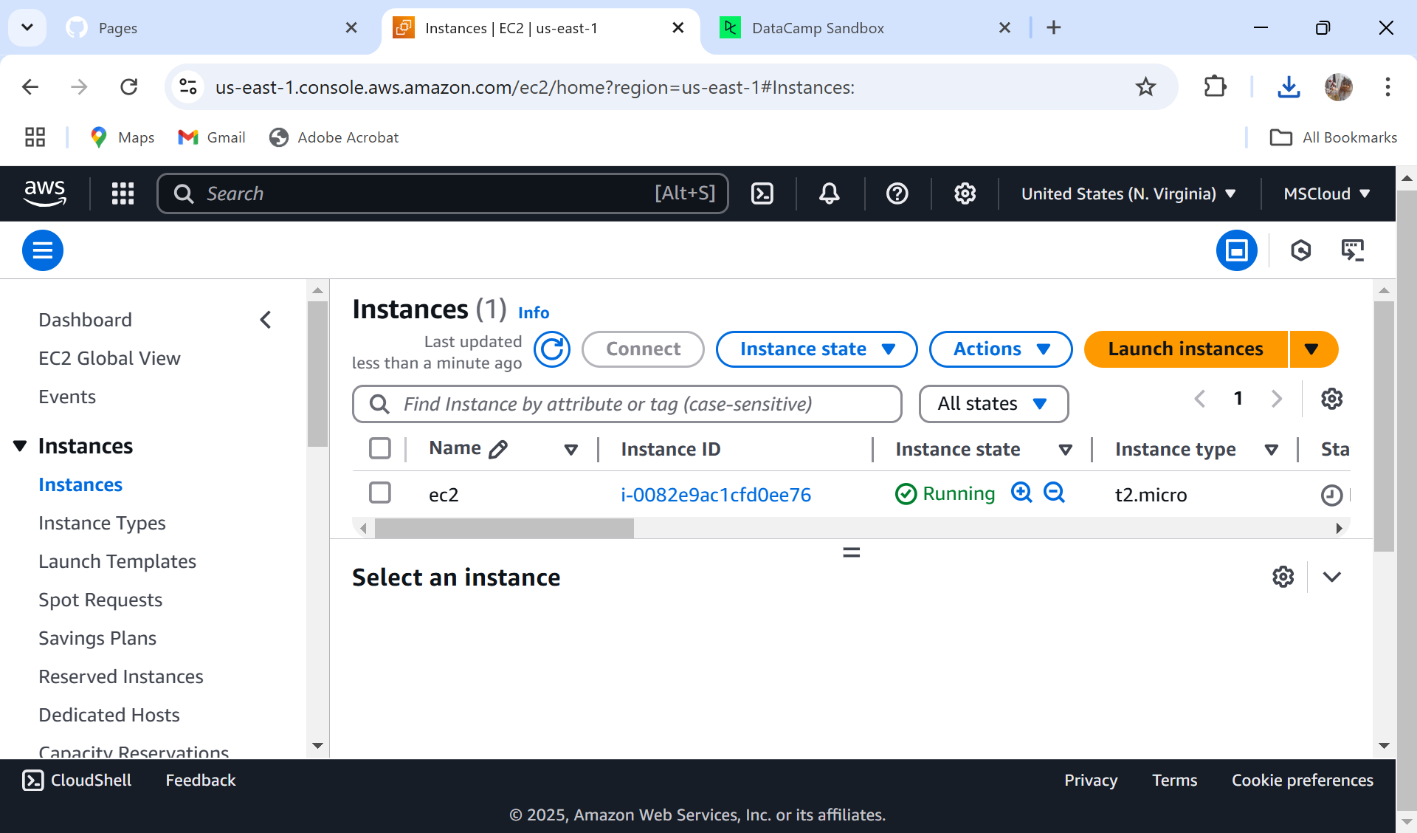 Pages
Instances | EC2 | us-east-1
DataCamp Sandbox
us-east-1.console.aws.amazon.com/ec2/home?region=us-east-1#Instances:
Maps
Gmail
Adobe Acrobat
All Bookmarks
aws
Search
[Alt+S]
United States (N. Virginia)
MSCloud
Dashboard
EC2 Global View
Events
Instances
Instances
Instance Types
Launch Templates
Spot Requests
Savings Plans
Reserved Instances
Dedicated Hosts
Capacity Reservations
Instances (1) Info
Last updated
less than a minute ago
Connect
Instance state
Actions
Launch instances
Find Instance by attribute or tag (case-sensitive)
All states
1
Name
Instance ID
Instance state
Instance type
Sta
ec2
i-0082e9ac1cfd0ee76
Running
t2.micro
Select an instance
CloudShell
Feedback
Privacy
Terms
Cookie preferences
© 2025, Amazon Web Services, Inc. or its affiliates.